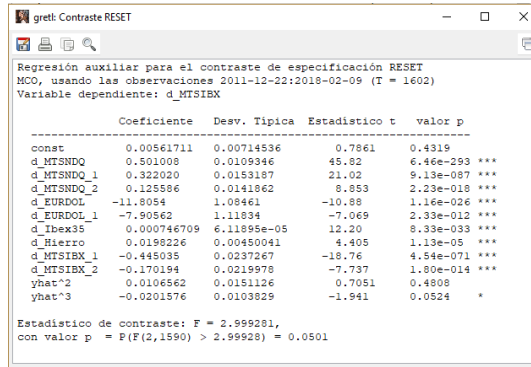 gretl: Contraste RESET
Regresión auxiliar para el contraste de especificación RESET
MCO, usando las observaciones 2011-12-22:2018-02-09 (T = 1602)
Variable dependiente: d_MTSIBX
Coeficiente Desv. Típica Estadístico t valor p
const 0.00561711 0.00714536 0.7861 0.4319
d_MTSNDQ 0.501008 0.0109346 45.82 6.46e-293 ***
d_MTSNDQ_1 0.322020 0.0153187 21.02 9.13e-087 ***
d_MTSNDQ_2 0.125586 0.0141862 8.853 2.23e-018 ***
d_EURDOL -11.8054 1.08461 -10.88 1.16e-026 ***
d_EURDOL_1 -7.90562 1.11834 -7.069 2.33e-012 ***
d_Ibex35 0.000746709 6.11895e-05 12.20 8.33e-033 ***
d_Hierro 0.0198226 0.00450041 4.405 1.13e-05 ***
d_MTSIBX_1 -0.445035 0.0237267 -18.76 4.54e-071 ***
d_MTSIBX_2 -0.170194 0.0219978 -7.737 1.80e-014 ***
yhat^2 0.0106562 0.0151126 0.7051 0.4808
yhat^3 -0.0201576 0.0103829 -1.941 0.0524 *
Estadístico de contraste: F = 2.999281,
con valor p = P(F(2,1590) > 2.99928) = 0.0501